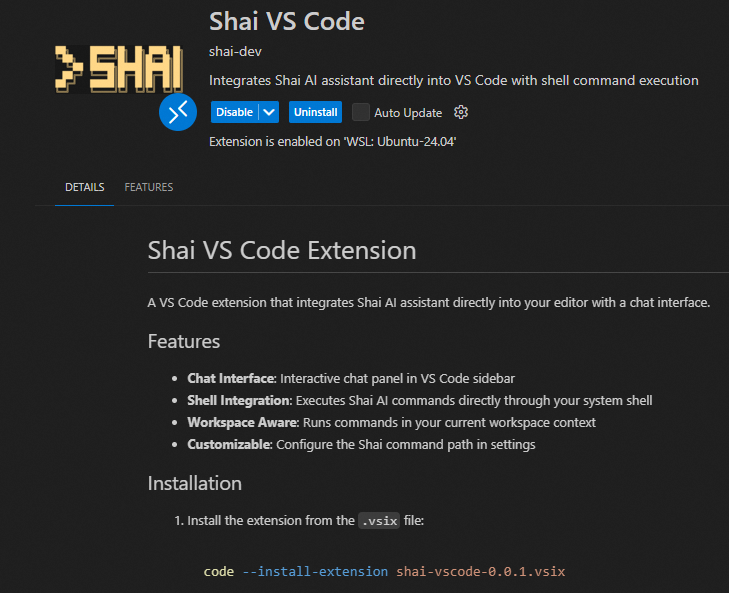 Shai VS Code
shai-dev
>SHAI
Integrates Shai AI assistant directly into VS Code with shell command execution
Disable
Uninstall
Auto Update
Extension is enabled on 'WSL: Ubuntu-24.04'
DETAILS FEATURES
Shai VS Code Extension
A VS Code extension that integrates Shai AI assistant directly into your editor with a chat interface.
Features
• Chat Interface: Interactive chat panel in VS Code sidebar
• Shell Integration: Executes Shai AI commands directly through your system shell
• Workspace Aware: Runs commands in your current workspace context
• Customizable: Configure the Shai command path in settings
Installation
1. Install the extension from the .vsix file:
code --install-extension shai-vscode-0.0.1.vsix